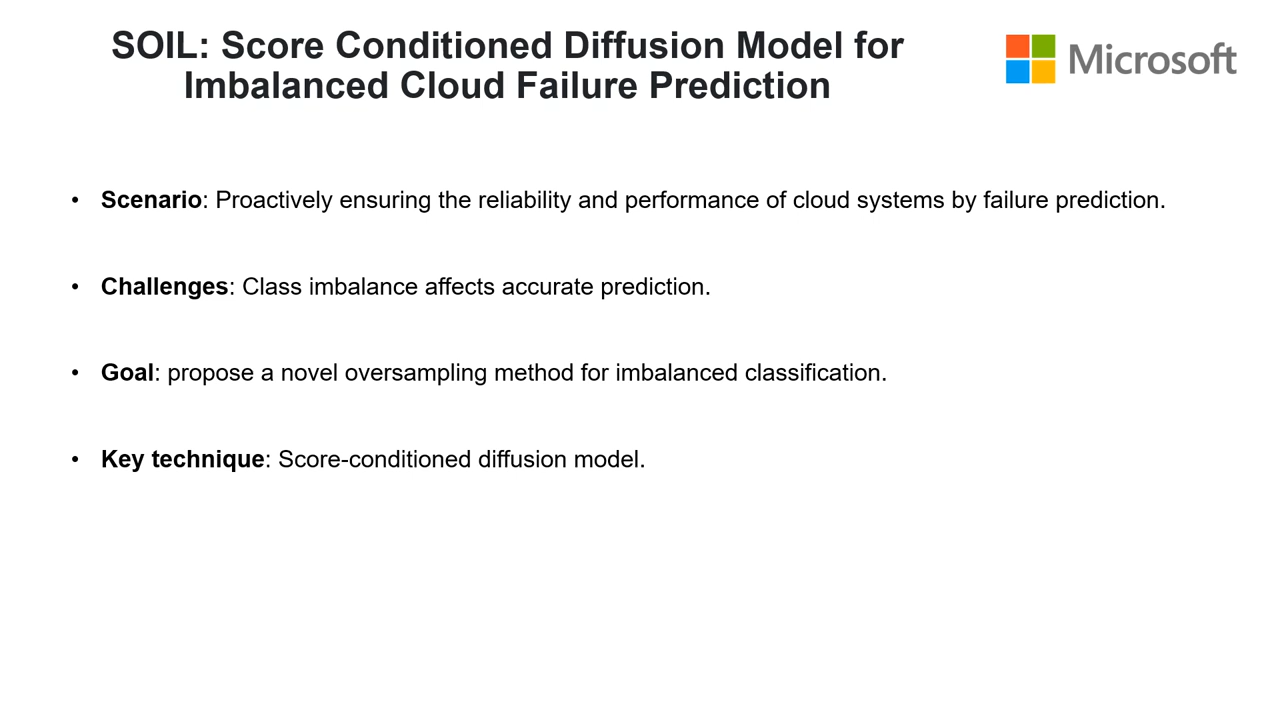 SOIL: Score Conditioned Diffusion Model for
Imbalanced Cloud Failure Prediction
Microsoft
• Scenario: Proactively ensuring the reliability and performance of cloud systems by failure prediction.
• Challenges: Class imbalance affects accurate prediction.
• Goal: propose a novel oversampling method for imbalanced classification.
• Key technique: Score-conditioned diffusion model.